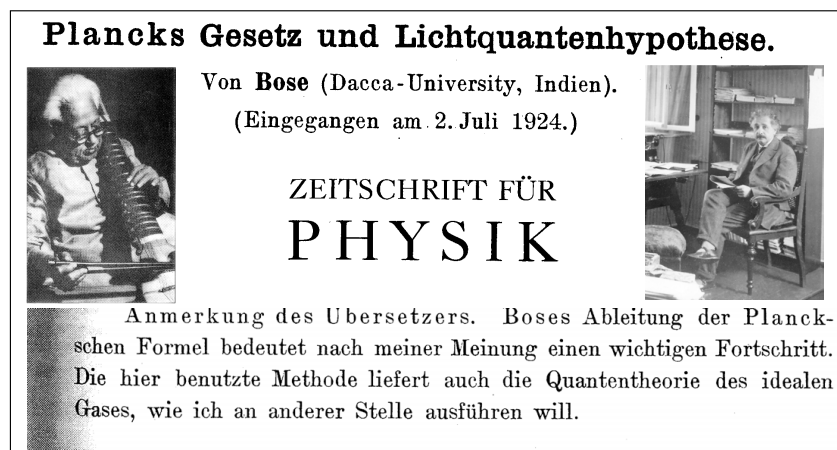 Plancks Gesetz und Lichtquantenhypothese.
Von Bose (Dacca-University, Indien).
(Eingegangen am 2. Juli 1924.)
ZEITSCHRIFT FÜR
PHYSIK
Anmerkung des Ubersetzers. Boses Ableitung der Planck-
schen Formel bedeutet nach meiner Meinung einen wichtigen Fortschritt.
Die hier benutzte Methode liefert auch die Quantentheorie des idealen
Gases, wie ich an anderer Stelle ausführen will.